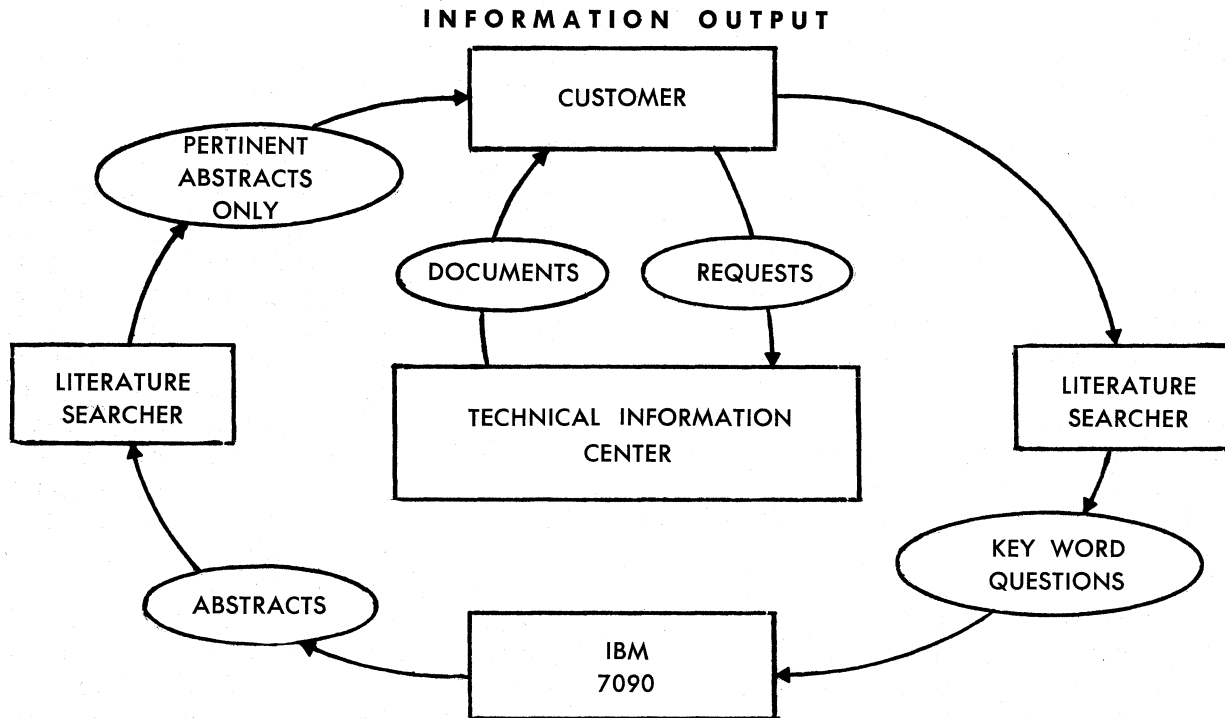 INFORMATION OUTPUT
CUSTOMER
PERTINENT
ABSTRACTS
ONLY
DOCUMENTS
REQUESTS
LITERATURE
SEARCHER
TECHNICAL INFORMATION
CENTER
LITERATURE
SEARCHER
KEY WORD
QUESTIONS
ABSTRACTS
IBM
7090